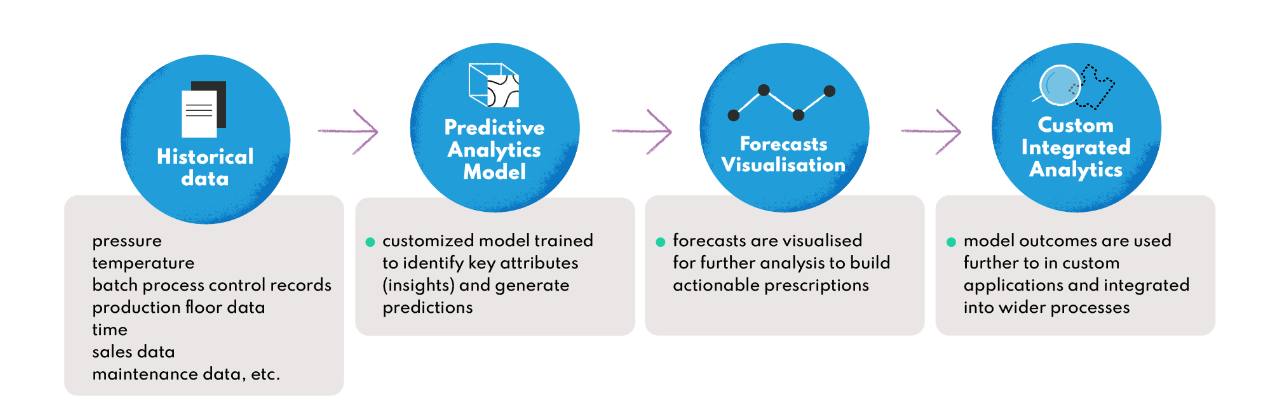 Historical
data
pressure
temperature
batch process control records
production floor data
time
sales data
maintenance data, etc.
Predictive
Analytics
Model
customized model trained
to identify key attributes
(insights) and generate
predictions
Forecasts
Visualisation
forecasts are visualised
for further analysis to build
actionable prescriptions
Custom
Integrated
Analytics
model outcomes are used
further to in custom
applications and integrated
into wider processes